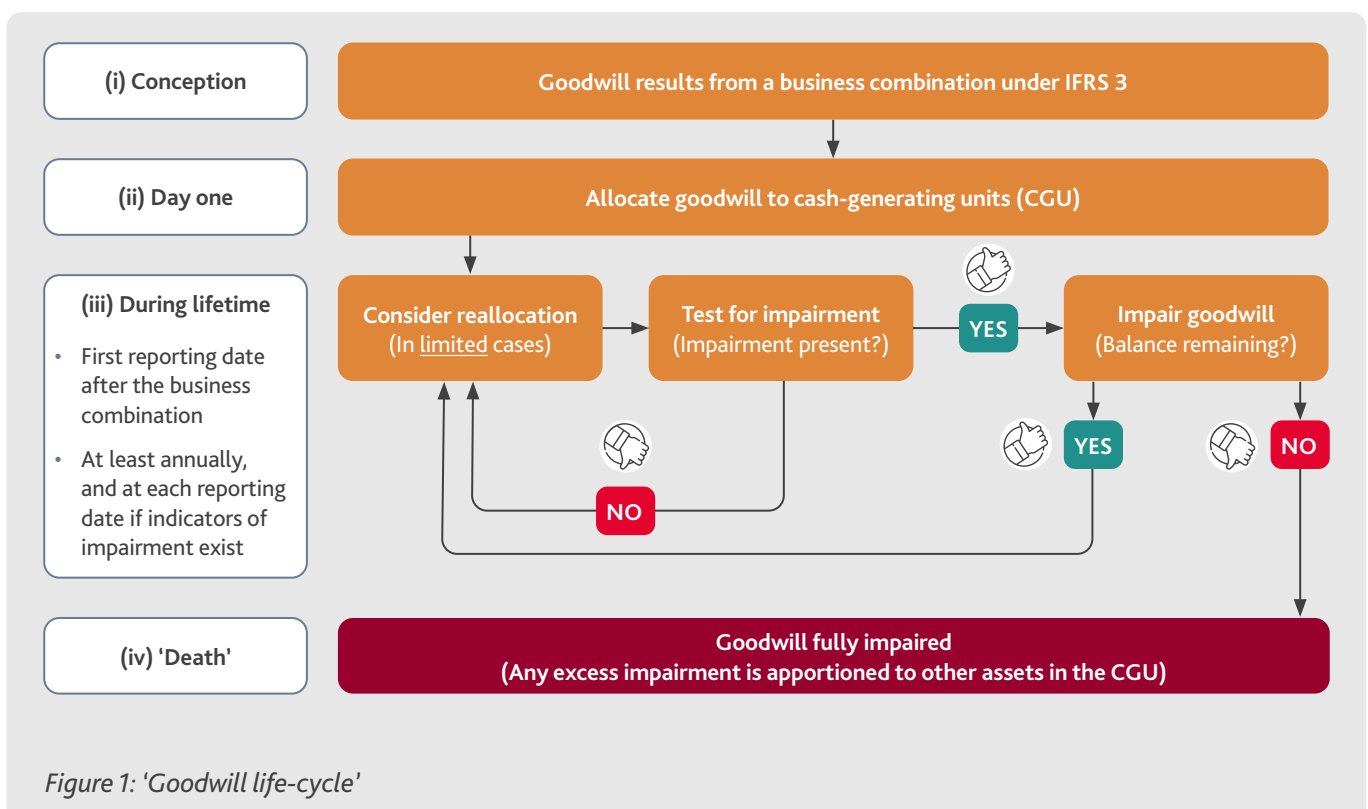 (i) Conception
Goodwill results from a business combination under IFRS 3
(ii) Day one
Allocate goodwill to cash-generating units (CGU)
(iii) During lifetime
• First reporting date
after the business
combination
• At least annually,
and at each reporting
date if indicators of
impairment exist
Consider reallocation
(In limited cases)
Test for impairment
(Impairment present?)
YES
Impair goodwill
(Balance remaining?)
NO
YES
NO
(iv) ‘Death’
Goodwill fully impaired
(Any excess impairment is apportioned to other assets in the CGU)
Figure 1: ‘Goodwill life-cycle’